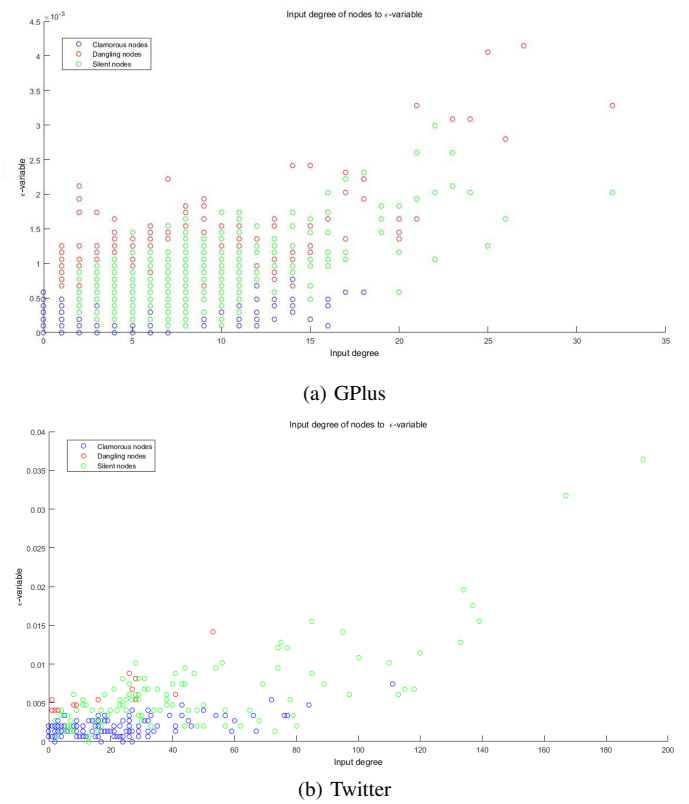 Input degree of nodes to ϵ-variable
×10⁻³
4.5
4
3.5
3
2.5
2
1.5
1
0.5
0
ϵ-variable
Clamorous nodes
Dangling nodes
Silent nodes
0 5 10 15 20 25 30 35
Input degree
(a) GPlus
Input degree of nodes to ϵ-variable
0.04
0.035
0.03
0.025
0.02
0.015
0.01
0.005
0
ϵ-variable
Clamorous nodes
Dangling nodes
Silent nodes
0 20 40 60 80 100 120 140 160 180 200
Input degree
(b) Twitter